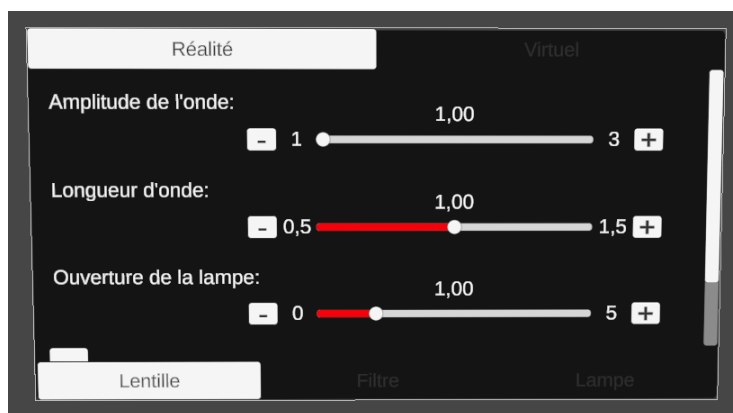 Réalité Virtuel
Amplitude de l'onde:
1,00
- 1 3 +
Longueur d'onde:
1,00
- 0,5 1,5 +
Ouverture de la lampe:
1,00
- 0 5 +
Lentille Filtre Lampe